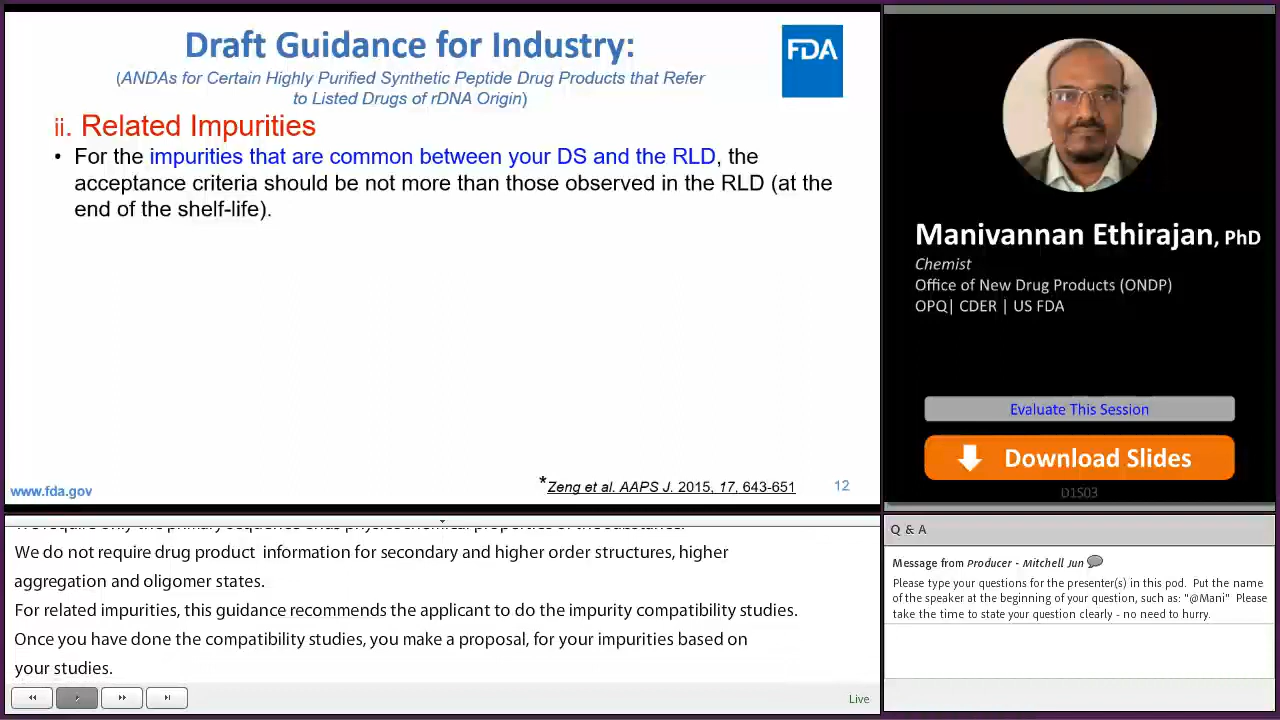 Draft Guidance for Industry:
(ANDAs for Certain Highly Purified Synthetic Peptide Drug Products that Refer
to Listed Drugs of rDNA Origin)
FDA
ii. Related Impurities
• For the impurities that are common between your DS and the RLD, the
acceptance criteria should be not more than those observed in the RLD (at the
end of the shelf-life).
*Zeng et al. AAPS J. 2015, 17, 643-651
www.fda.gov
12
Manivannan Ethirajan, PhD
Chemist
Office of New Drug Products (ONDP)
OPQ| CDER | US FDA
Evaluate This Session
Download Slides
D1S03
We do not require drug product information for secondary and higher order structures, higher
aggregation and oligomer states.
For related impurities, this guidance recommends the applicant to do the impurity compatibility studies.
Once you have done the compatibility studies, you make a proposal, for your impurities based on
your studies.
Live
Q & A
Message from Producer - Mitchell Jun
Please type your questions for the presenter(s) in this pod. Put the name
of the speaker at the beginning of your question, such as: "@Mani" Please
take the time to state your question clearly - no need to hurry.